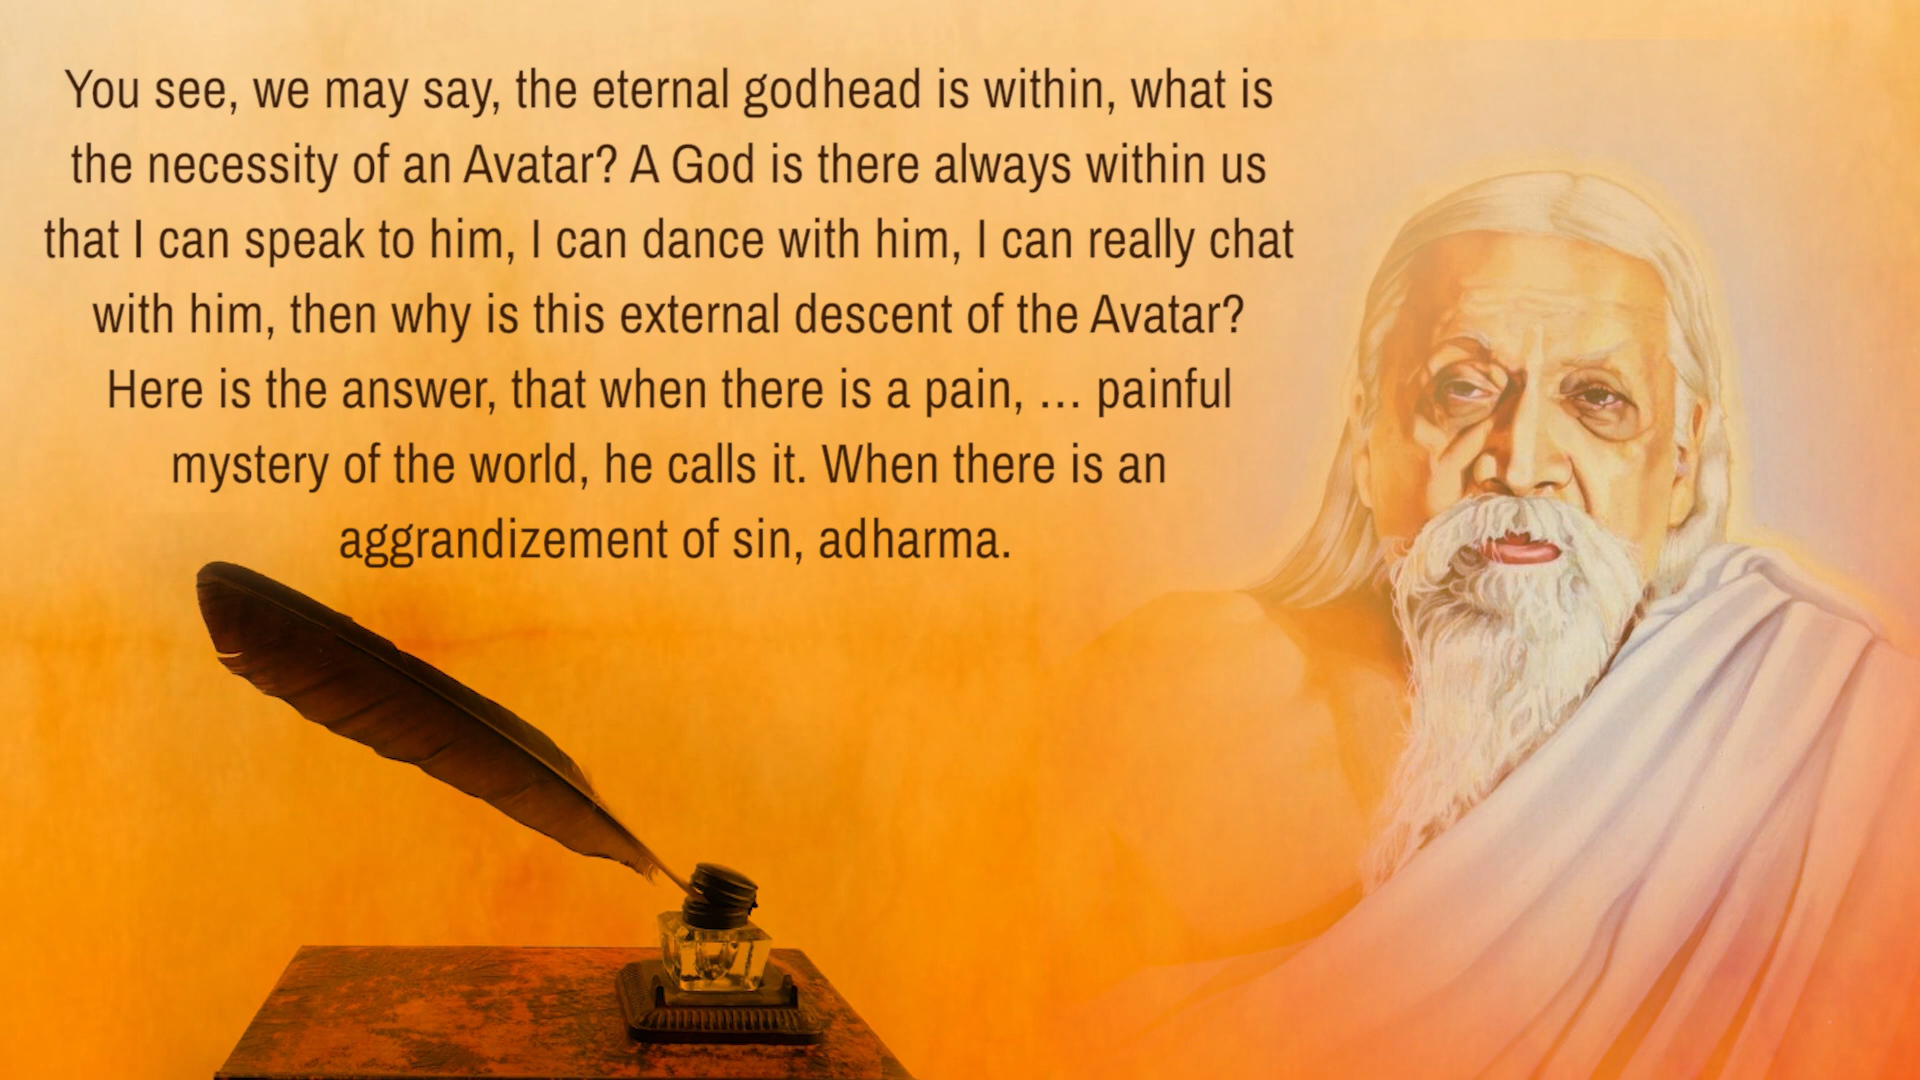 You see, we may say, the eternal godhead is within, what is
the necessity of an Avatar? A God is there always within us
that I can speak to him, I can dance with him, I can really chat
with him, then why is this external descent of the Avatar?
Here is the answer, that when there is a pain, ... painful
mystery of the world, he calls it. When there is an
aggrandizement of sin, adharma.